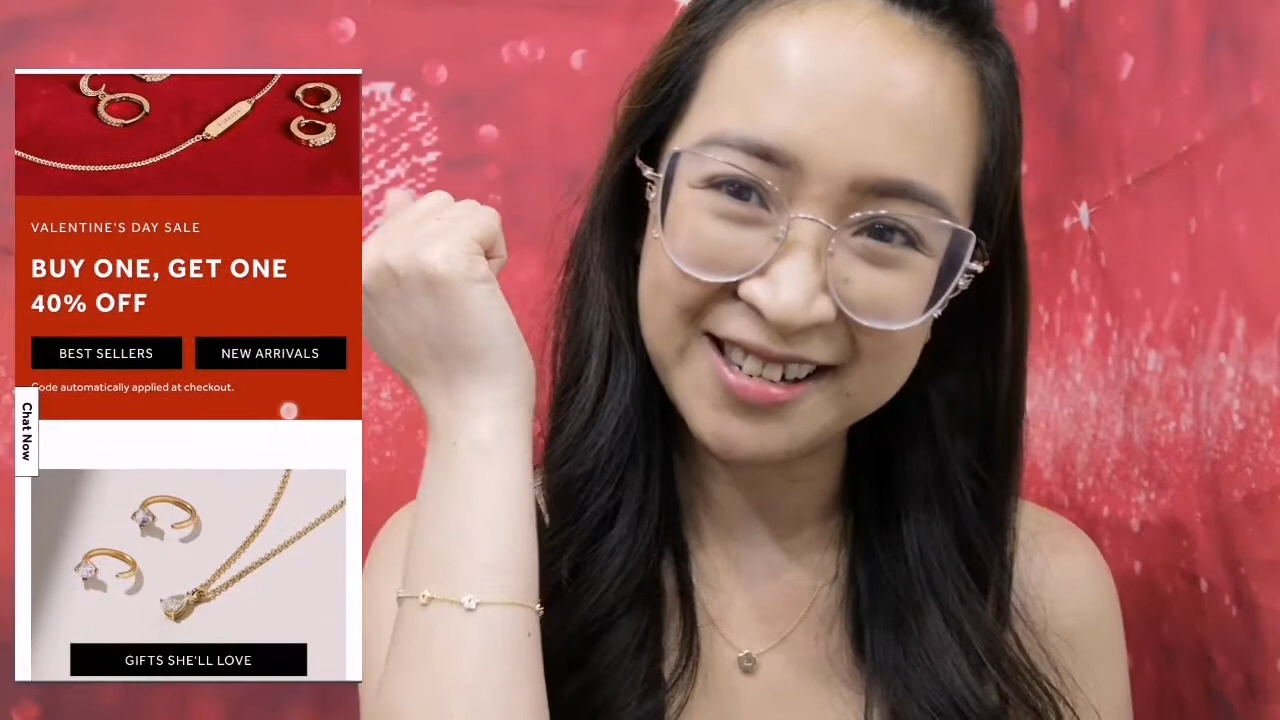 VALENTINE'S DAY SALE
BUY ONE, GET ONE
40% OFF
BEST SELLERS
NEW ARRIVALS
Code automatically applied at checkout.
Chat Now
GIFTS SHE'LL LOVE